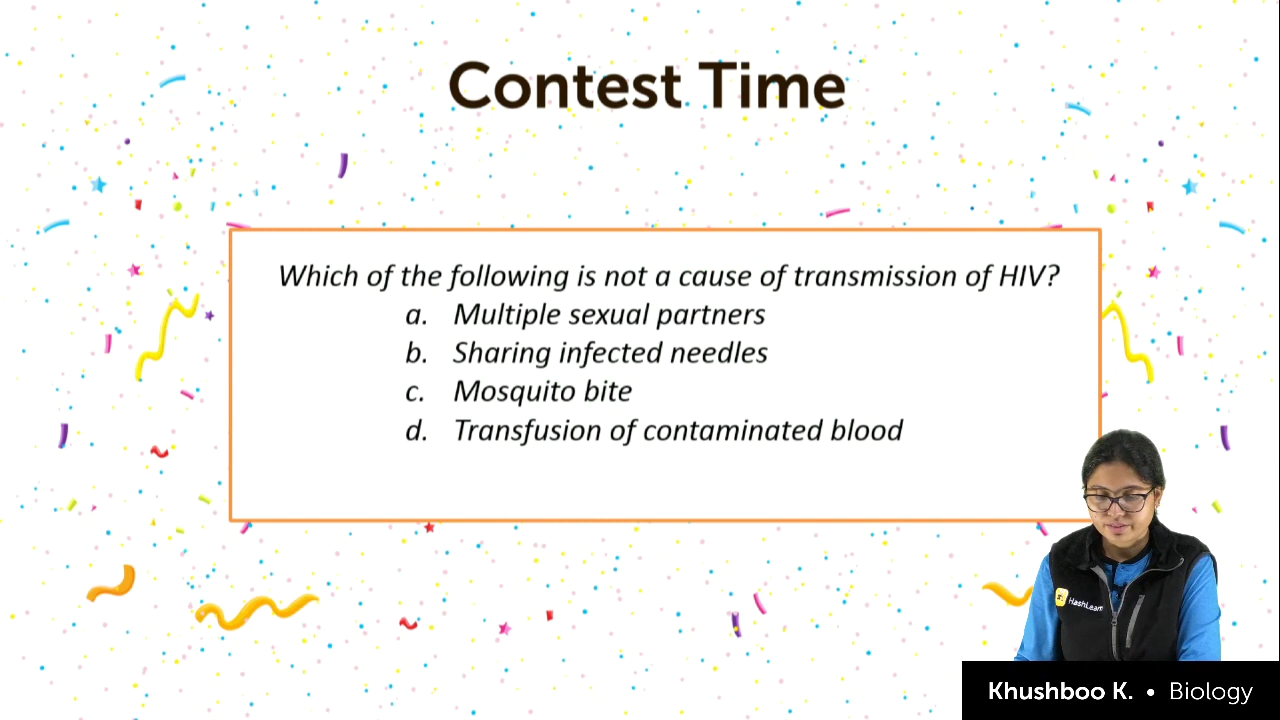 Contest Time
Which of the following is not a cause of transmission of HIV?
a. Multiple sexual partners
b. Sharing infected needles
c. Mosquito bite
d. Transfusion of contaminated blood
HashLearn
Khushboo K. • Biology